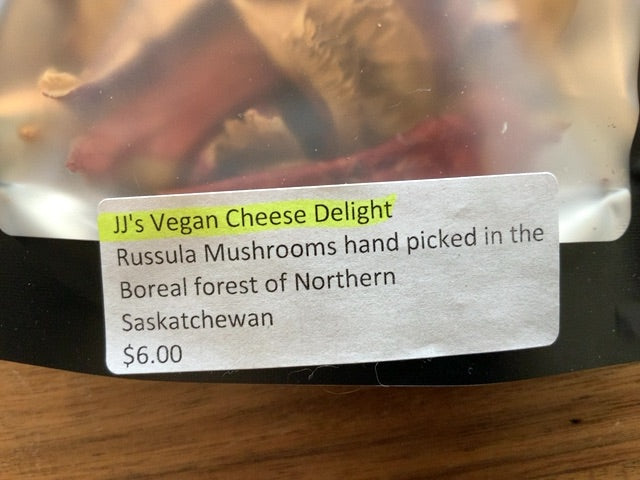 JJ's Vegan Cheese Delight
Russula Mushrooms hand picked in the
Boreal forest of Northern
Saskatchewan
$6.00